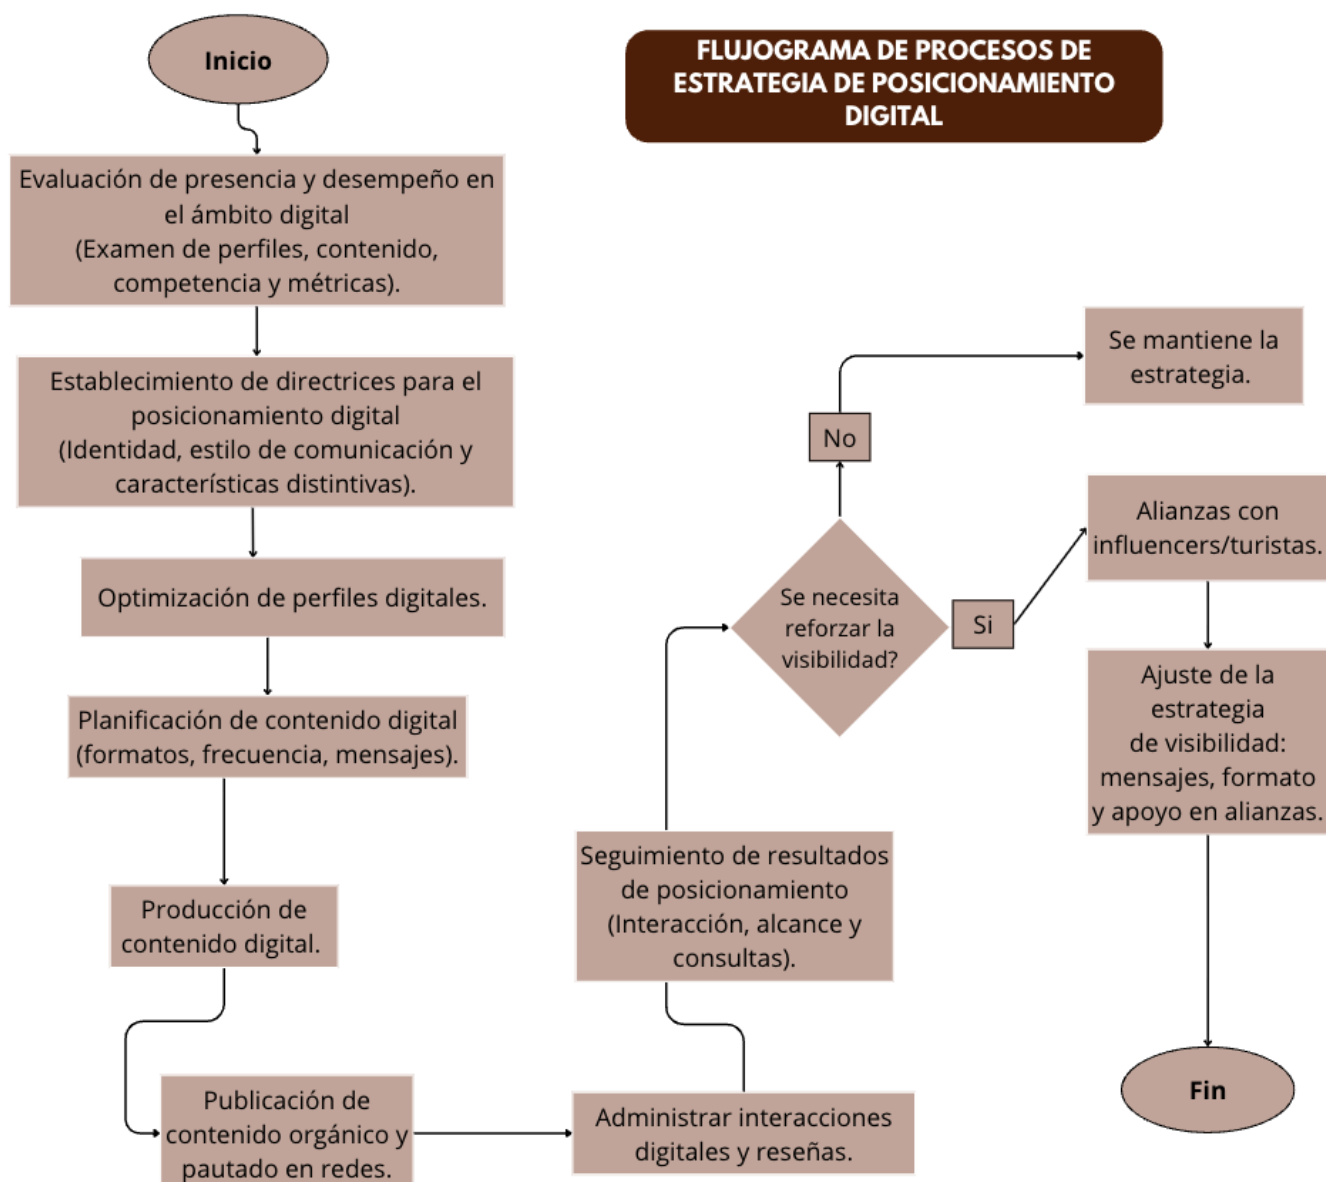 Inicio
FLUJOGRAMA DE PROCESOS DE
ESTRATEGIA DE POSICIONAMIENTO
DIGITAL
Evaluación de presencia y desempeño en
el ámbito digital
(Examen de perfiles, contenido,
competencia y métricas).
Establecimiento de directrices para el
posicionamiento digital
(Identidad, estilo de comunicación y
características distintivas).
Optimización de perfiles digitales.
Planificación de contenido digital
(formatos, frecuencia, mensajes).
Producción de
contenido digital.
Publicación de
contenido orgánico y
pautado en redes.
Administrar interacciones
digitales y reseñas.
Seguimiento de resultados
de posicionamiento
(Interacción, alcance y
consultas).
Se necesita
reforzar la
visibilidad?
No
Se mantiene la
estrategia.
Si
Alianzas con
influencers/turistas.
Ajuste de la
estrategia
de visibilidad:
mensajes, formato
y apoyo en alianzas.
Fin